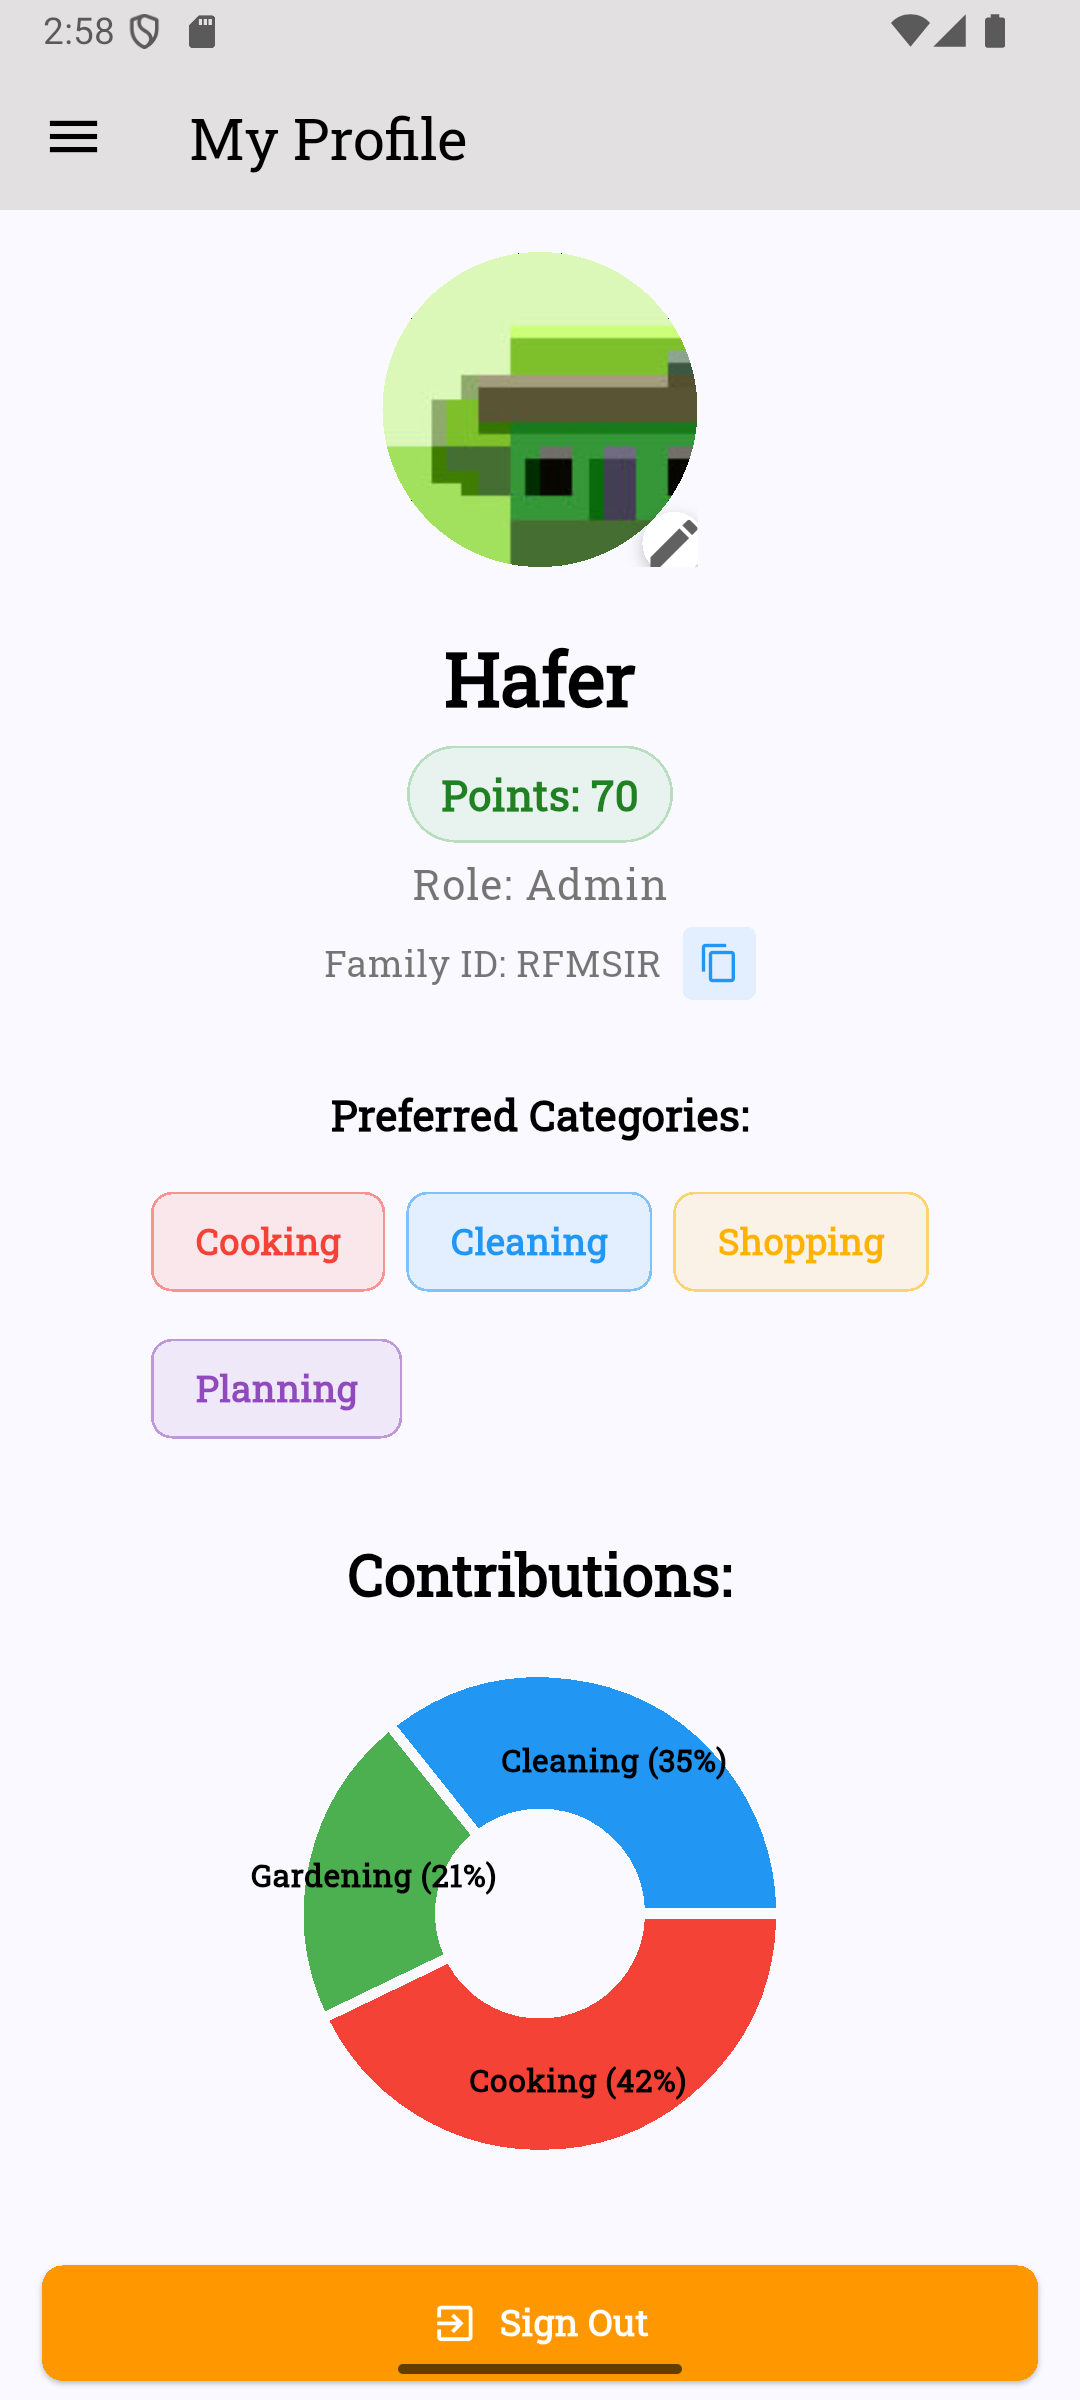 2:58
My Profile
Hafer
Points: 70
Role: Admin
Family ID: RFMSIR
Preferred Categories:
Cooking Cleaning Shopping
Planning
Contributions:
Cleaning (35%)
Gardening (21%)
Cooking (42%)
Sign Out